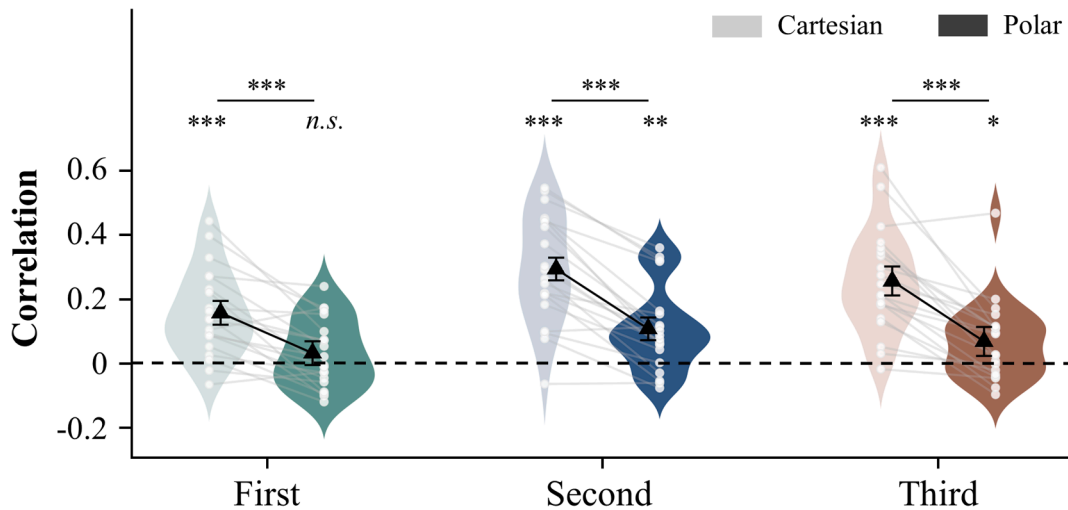 Cartesian
Polar
*** *** ***
*** n.s. *** ** *** *
Correlation
0.6
0.4
0.2
0
-0.2
First Second Third